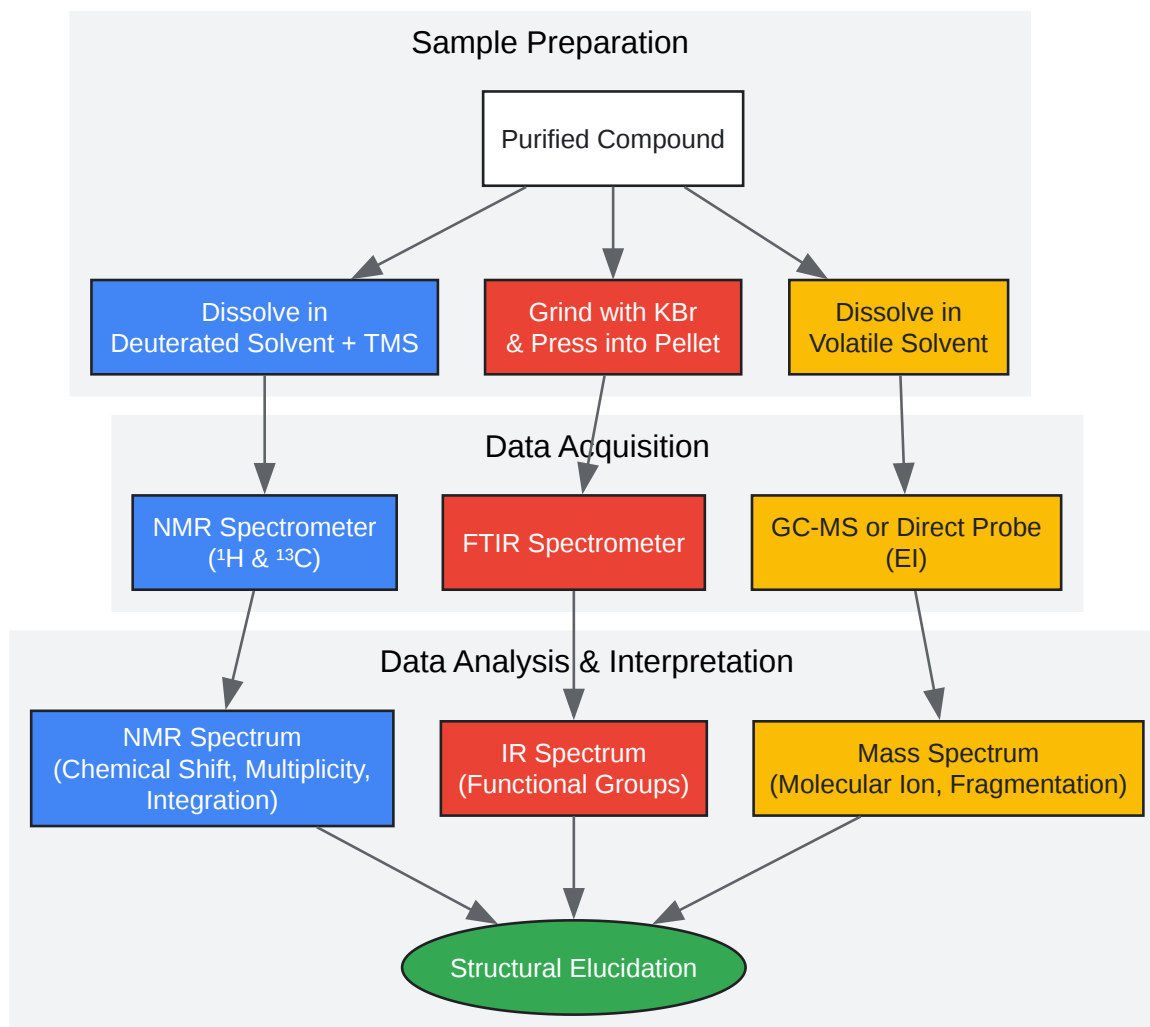 Sample Preparation
Purified Compound
Dissolve in
Deuterated Solvent + TMS
Grind with KBr
& Press into Pellet
Dissolve in
Volatile Solvent
Data Acquisition
NMR Spectrometer
(¹H & ¹³C)
FTIR Spectrometer
GC-MS or Direct Probe
(EI)
Data Analysis & Interpretation
NMR Spectrum
(Chemical Shift, Multiplicity,
Integration)
IR Spectrum
(Functional Groups)
Mass Spectrum
(Molecular Ion, Fragmentation)
Structural Elucidation